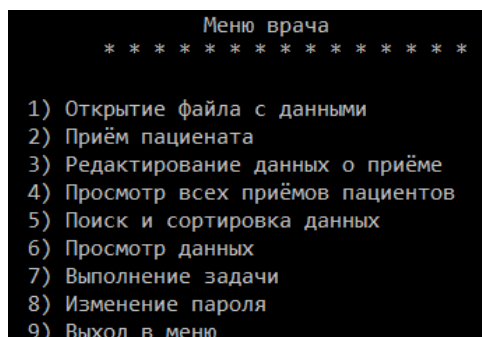 Меню врача
* * * * * * * * * * * * * * *
1) Открытие файла с данными
2) Приём пациената
3) Редактирование данных о приёме
4) Просмотр всех приёмов пациентов
5) Поиск и сортировка данных
6) Просмотр данных
7) Выполнение задачи
8) Изменение пароля
9) Выход в меню